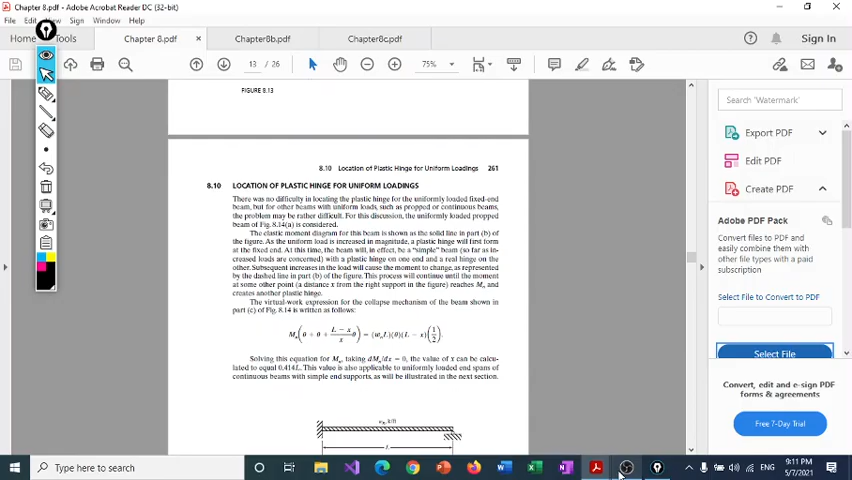 Chapter 8.pdf - Adobe Acrobat Reader DC (32-bit)
File Edit View Sign Window Help
Home Tools Chapter 8.pdf × Chapter8b.pdf Chapter8c.pdf Sign In
13 / 26 75%
FIGURE 8.13
8.10 Location of Plastic Hinge for Uniform Loadings 261
8.10 LOCATION OF PLASTIC HINGE FOR UNIFORM LOADINGS
There was no difficulty in locating the plastic hinge for the uniformly loaded fixed-end
beam, but for other beams with uniform loads, such as propped or continuous beams,
the problem may be rather difficult. For this discussion, the uniformly loaded propped
beam of Fig. 8.14(a) is considered.
The elastic moment diagram for this beam is shown as the solid line in part (b) of
the figure. As the uniform load is increased in magnitude, a plastic hinge will first form
at the fixed end. At this time, the beam will, in effect, be a "simple" beam (so far as in-
creased loads are concerned) with a plastic hinge on one end and a real hinge on the
other. Subsequent increases in the load will cause the moment to change, as represented
by the dashed line in part (b) of the figure. This process will continue until the moment
at some other point (a distance x from the right support in the figure) reaches Mn and
creates another plastic hinge.
The virtual-work expression for the collapse mechanism of the beam shown in
part (c) of Fig. 8.14 is written as follows:
Mn(θ + θ + L − x/x θ) = (wnL)(θ)(L − x)(1/2).
Solving this equation for Mn, taking dMn/dx = 0, the value of x can be calcu-
lated to equal 0.414L. This value is also applicable to uniformly loaded end spans of
continuous beams with simple end supports, as will be illustrated in the next section.
wn, k/ft
L
Search 'Watermark'
Export PDF
Edit PDF
Create PDF
Adobe PDF Pack
Convert files to PDF and
easily combine them with
other file types with a paid
subscription
Select File to Convert to PDF
Select File
Convert, edit and e-sign PDF
forms & agreements
Free 7-Day Trial
Type here to search
ENG
9:11 PM
5/7/2021